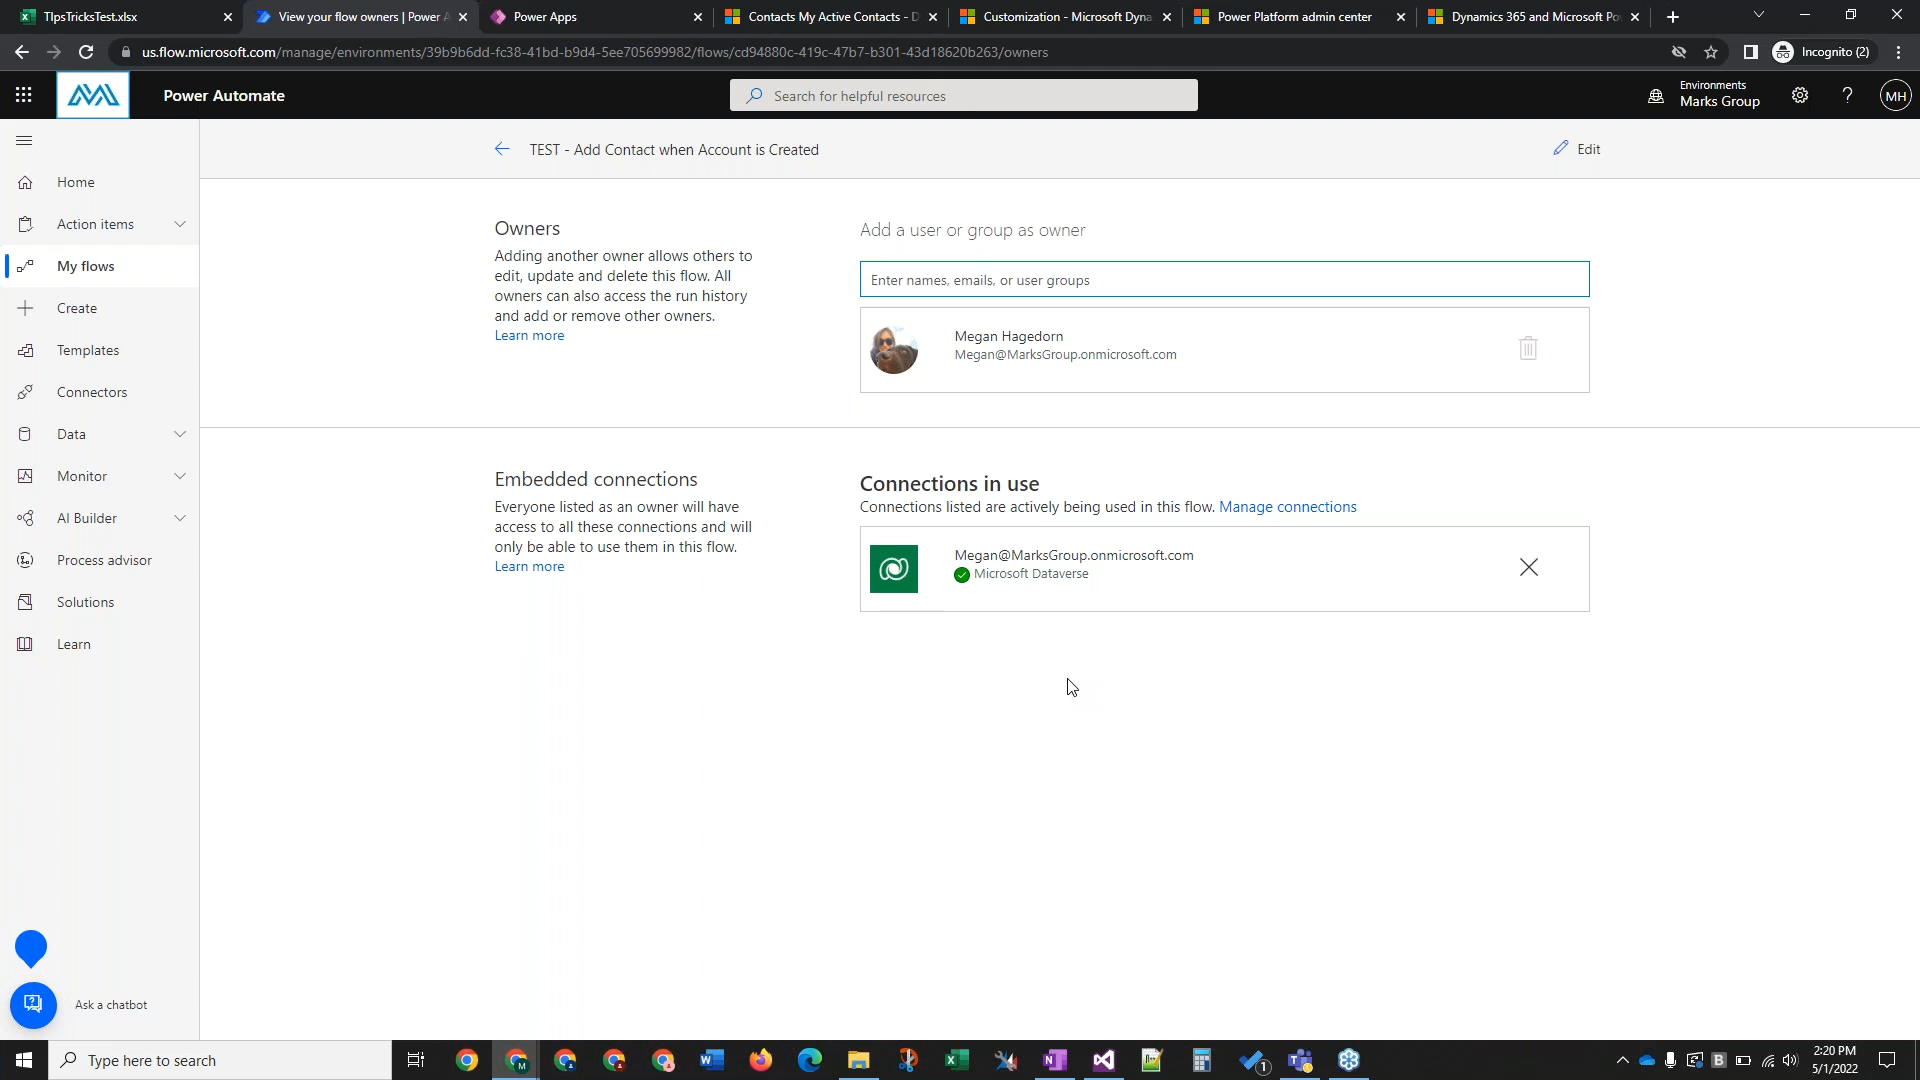 TIpsTricksTest.xlsx
View your flow owners | Power A
Power Apps
Contacts My Active Contacts - D
Customization - Microsoft Dyna
Power Platform admin center
Dynamics 365 and Microsoft Po
us.flow.microsoft.com/manage/environments/39b9b6dd-fc38-41bd-b9d4-5ee705699982/flows/cd94880c-419c-47b7-b301-43d18620b263/owners
Incognito (2)
Power Automate
Search for helpful resources
Environments
Marks Group
MH
TEST - Add Contact when Account is Created
Edit
Home
Action items
My flows
Create
Templates
Connectors
Data
Monitor
AI Builder
Process advisor
Solutions
Learn
Ask a chatbot
Owners
Adding another owner allows others to
edit, update and delete this flow. All
owners can also access the run history
and add or remove other owners.
Learn more
Add a user or group as owner
Enter names, emails, or user groups
Megan Hagedorn
Megan@MarksGroup.onmicrosoft.com
Embedded connections
Everyone listed as an owner will have
access to all these connections and will
only be able to use them in this flow.
Learn more
Connections in use
Connections listed are actively being used in this flow. Manage connections
Megan@MarksGroup.onmicrosoft.com
Microsoft Dataverse
Type here to search
2:20 PM
5/1/2022